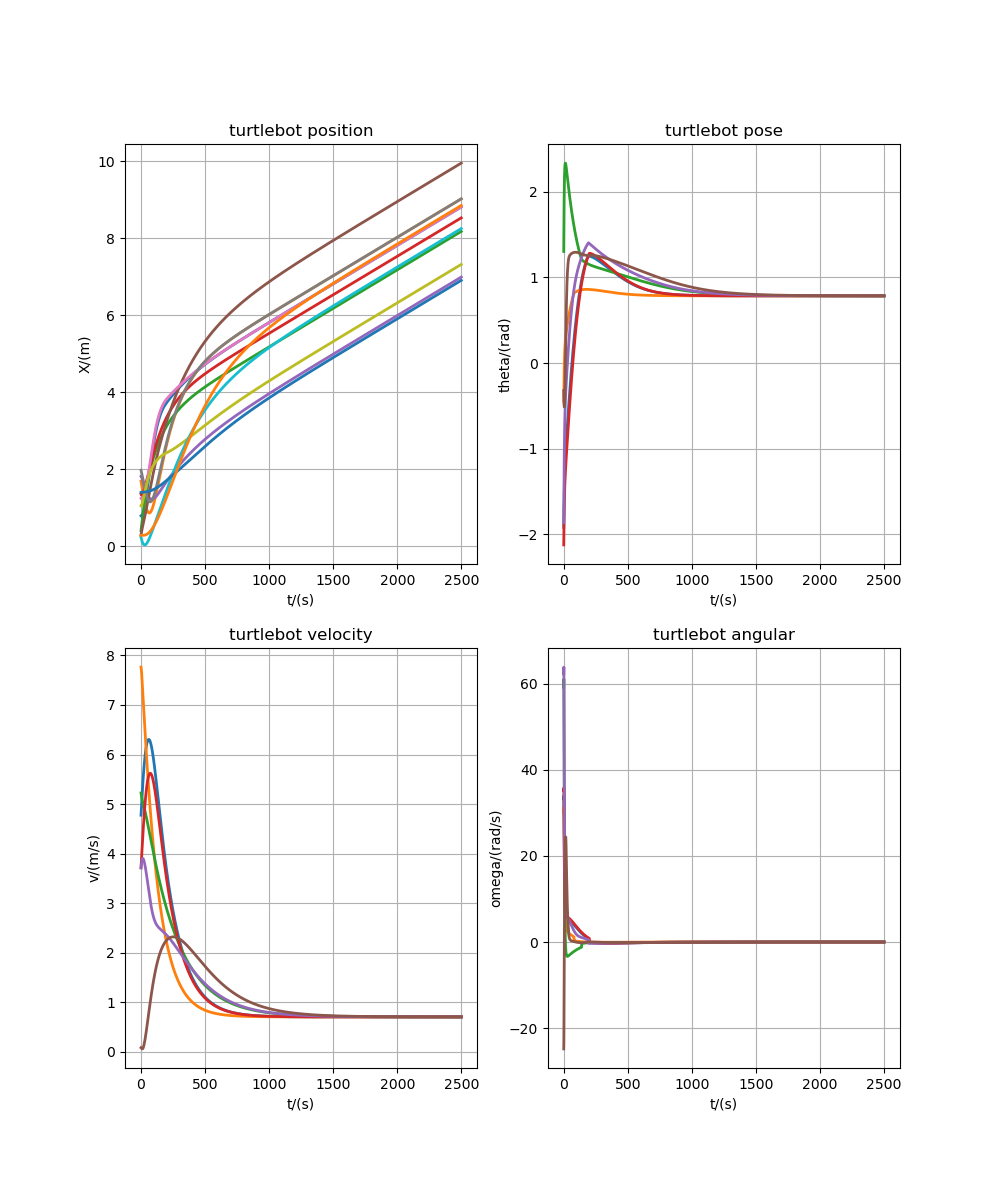 turtlebot position
X/(m)
10
8
6
4
2
0
0 500 1000 1500 2000 2500
t/(s)
turtlebot pose
theta/(rad)
2
1
0
−1
−2
0 500 1000 1500 2000 2500
t/(s)
turtlebot velocity
v/(m/s)
8
7
6
5
4
3
2
1
0
0 500 1000 1500 2000 2500
t/(s)
turtlebot angular
omega/(rad/s)
60
40
20
0
−20
0 500 1000 1500 2000 2500
t/(s)